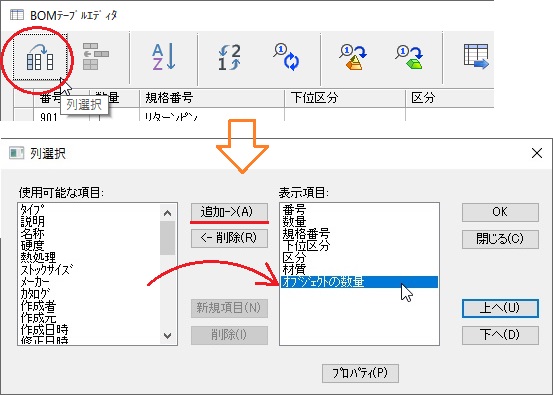 BOMﾃｰﾌﾞﾙｴﾃﾞｨﾀ
A
Z
2
1
1
2
1
番号 数量 規格番号 下位区分 区分
901 1 ﾘﾀｰﾝﾋﾟﾝ
列選択
列選択
使用可能な項目:
ﾀｲﾌﾟ
説明
名称
硬度
熱処理
ｽﾄｯｸｻｲｽﾞ
ﾒｰｶｰ
ｶﾀﾛｸﾞ
作成者
作成元
作成日時
修正日時
追加->(A)
<- 削除(R)
新規項目(N)
削除(I)
表示項目:
番号
数量
規格番号
下位区分
区分
材質
ｵﾌﾞｼﾞｪｸﾄの数量
OK
閉じる(C)
上へ(U)
下へ(D)
ﾌﾟﾛﾊﾟﾃｨ(P)